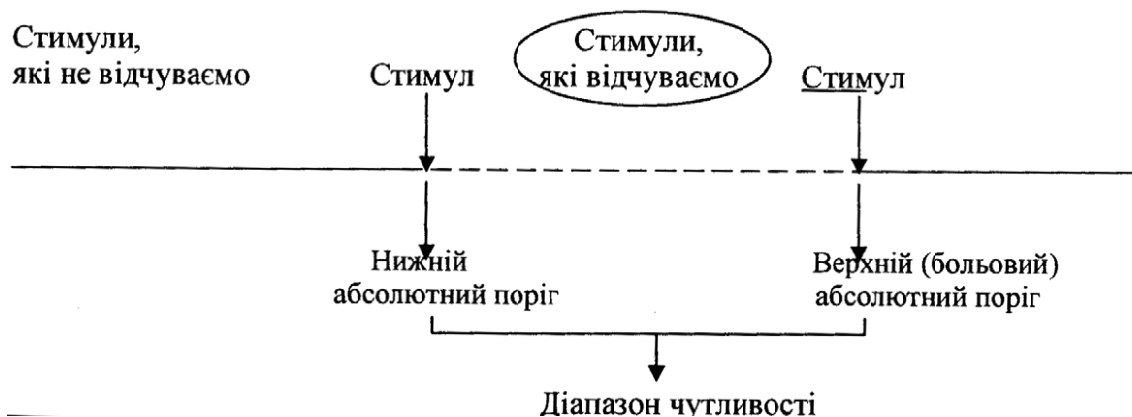 Стимули,
які не відчуваємо
Стимул
Стимули,
які відчуваємо
Стимул
Нижній
абсолютний поріг
Верхній (больовий)
абсолютний поріг
Діапазон чутливості